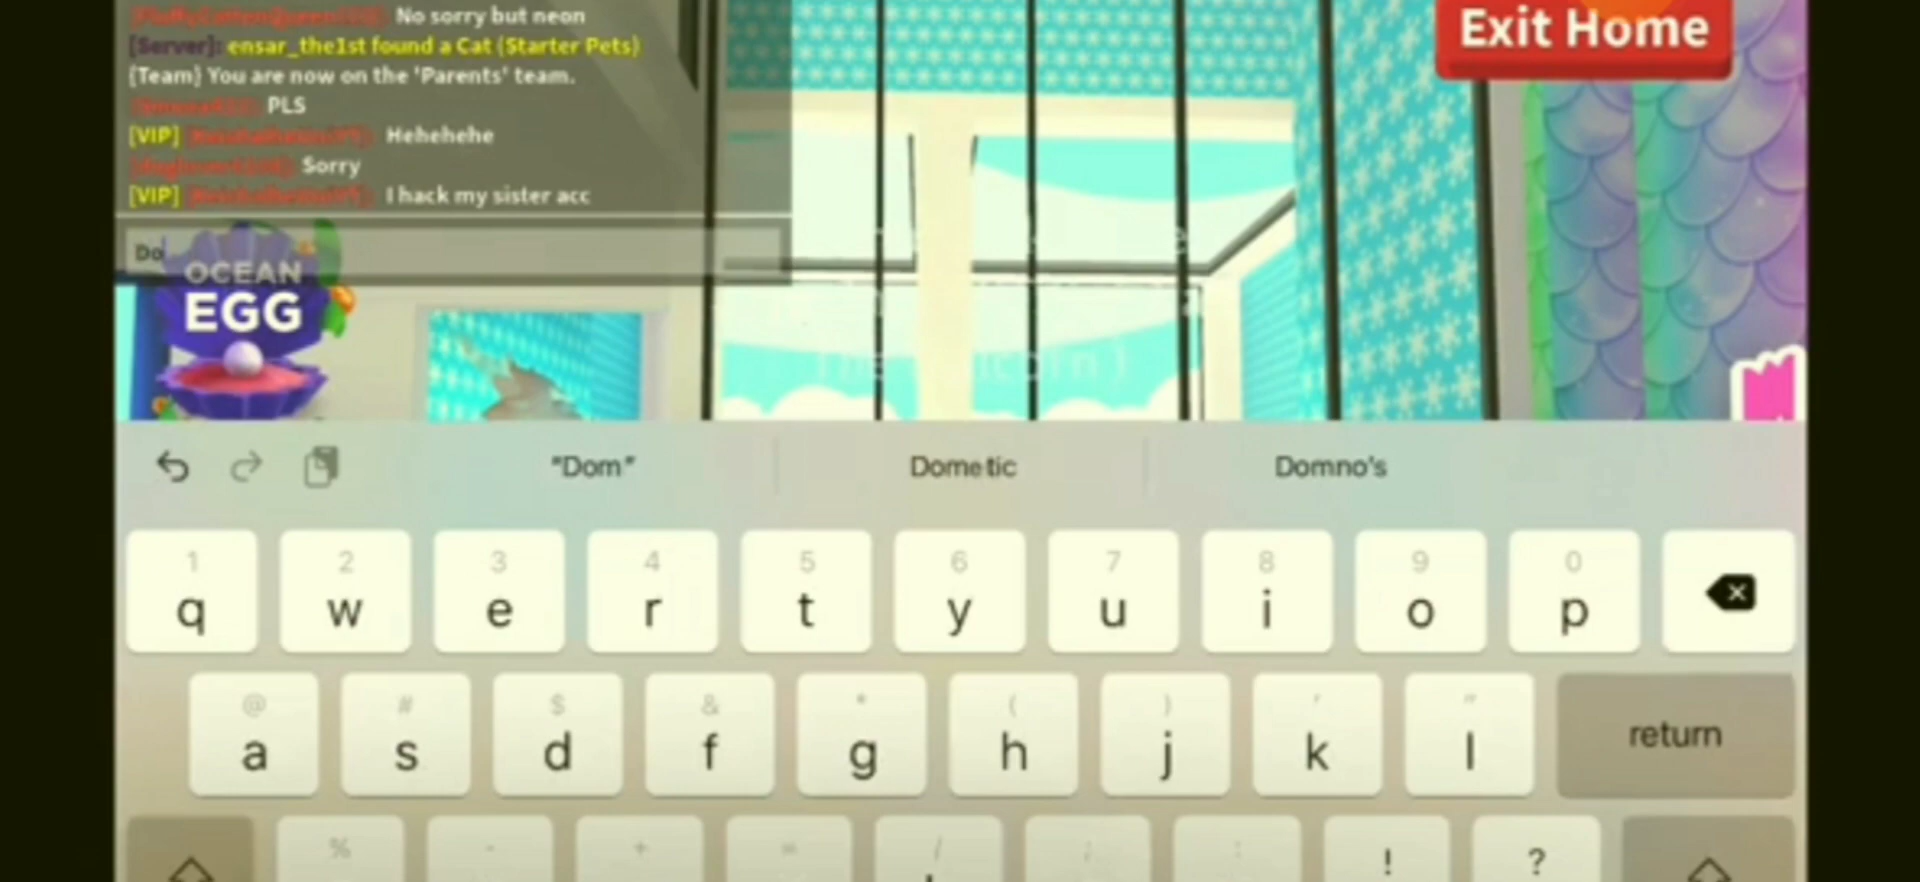 No sorry but neon
[Server]: ensar_the1st found a Cat (Starter Pets)
{Team} You are now on the 'Parents' team.
PLS
[VIP] Hehehehe
Sorry
[VIP] I hack my sister acc
Do
OCEAN
EGG
Exit Home
"Dom" Dometic Domno's
1 2 3 4 5 6 7 8 9 0
q w e r t y u i o p
@ # $ & * ( ) ' "
a s d f g h j k l return
% - + = / ; : ! ?